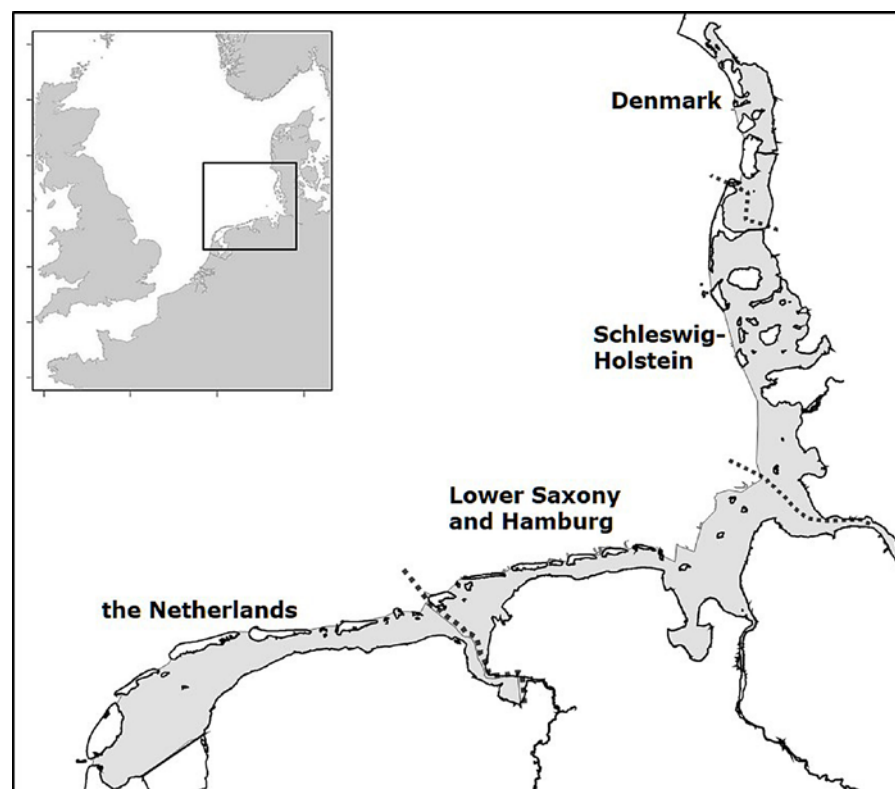 Denmark
Schleswig-
Holstein
Lower Saxony
and Hamburg
the Netherlands